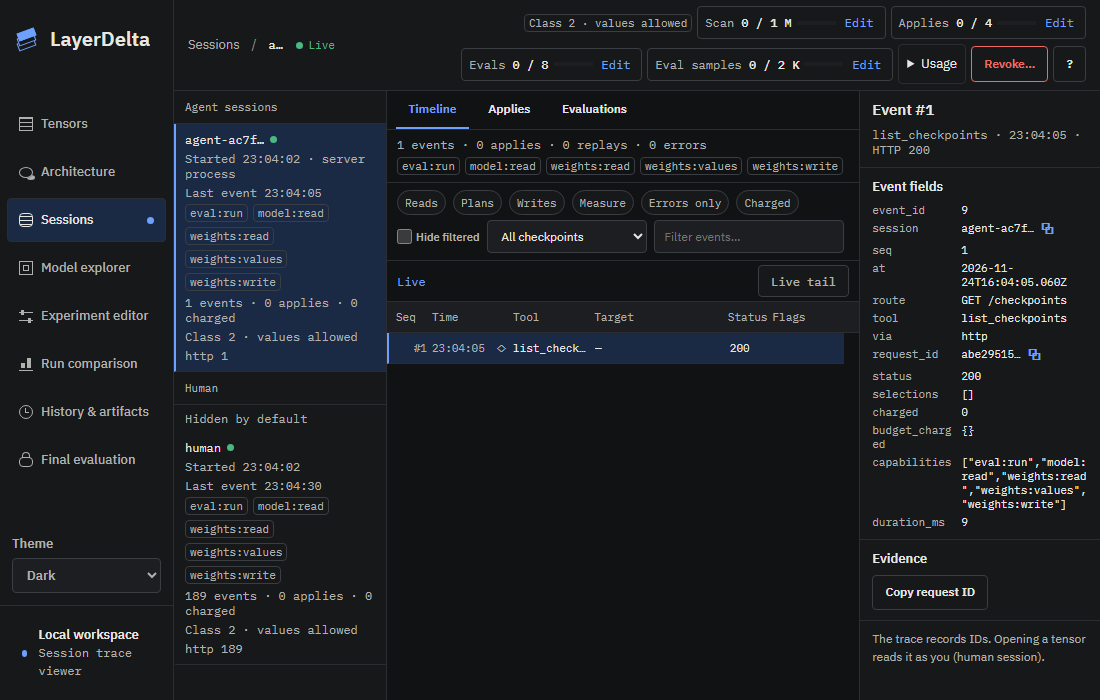 LayerDelta
Tensors
Architecture
Sessions
Model explorer
Experiment editor
Run comparison
History & artifacts
Final evaluation
Theme
Dark
Local workspace
Session trace
viewer
Sessions / a… Live
Class 2 · values allowed
Scan 0 / 1 M Edit
Applies 0 / 4 Edit
Evals 0 / 8 Edit
Eval samples 0 / 2 K Edit
Usage
Revoke…
?
Agent sessions
agent-ac7f…
Started 23:04:02 · server
process
Last event 23:04:05
eval:run model:read
weights:read
weights:values
weights:write
1 events · 0 applies · 0
charged
Class 2 · values allowed
http 1
Human
Hidden by default
human
Started 23:04:02
Last event 23:04:30
eval:run model:read
weights:read
weights:values
weights:write
189 events · 0 applies · 0
charged
Class 2 · values allowed
http 189
Timeline Applies Evaluations
1 events · 0 applies · 0 replays · 0 errors
eval:run model:read weights:read weights:values weights:write
Reads Plans Writes Measure Errors only Charged
Hide filtered All checkpoints Filter events…
Live Live tail
Seq Time Tool Target Status Flags
#1 23:04:05 ◇ list_check… — 200
Event #1
list_checkpoints · 23:04:05 ·
HTTP 200
Event fields
event_id 9
session agent-ac7f…
seq 1
at 2026-11-
24T16:04:05.060Z
route GET /checkpoints
tool list_checkpoints
via http
request_id abe29515…
status 200
selections []
charged 0
budget_charg {}
ed
capabilities ["eval:run","model:
read","weights:read
","weights:values",
"weights:write"]
duration_ms 9
Evidence
Copy request ID
The trace records IDs. Opening a tensor
reads it as you (human session).